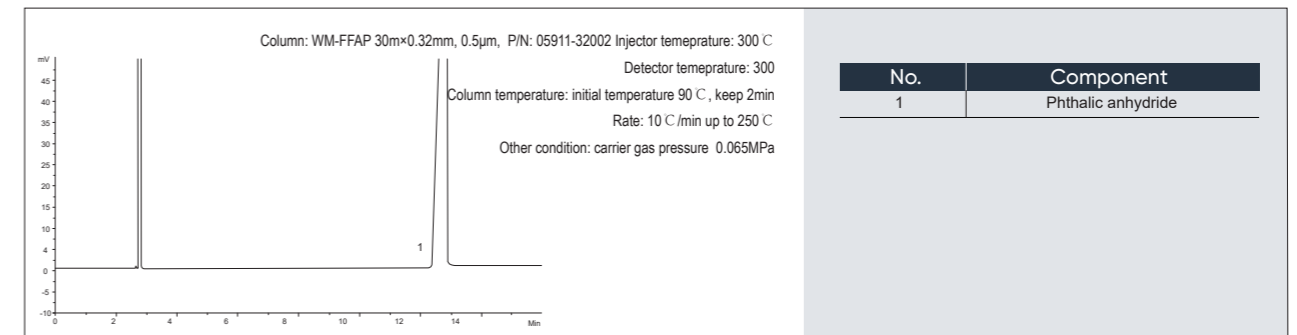 Column: WM-FFAP 30m×0.32mm, 0.5μm, P/N: 05911-32002 Injector temeprature: 300℃
Detector temeprature: 300
Column temperature: initial temperature 90℃, keep 2min
Rate: 10℃/min up to 250℃
Other condition: carrier gas pressure 0.065MPa
mV
45
40
35
30
25
20
15
10
4
0
-5
-10
1
0 2 4 6 8 10 12 14 Min
No. Component
1 Phthalic anhydride